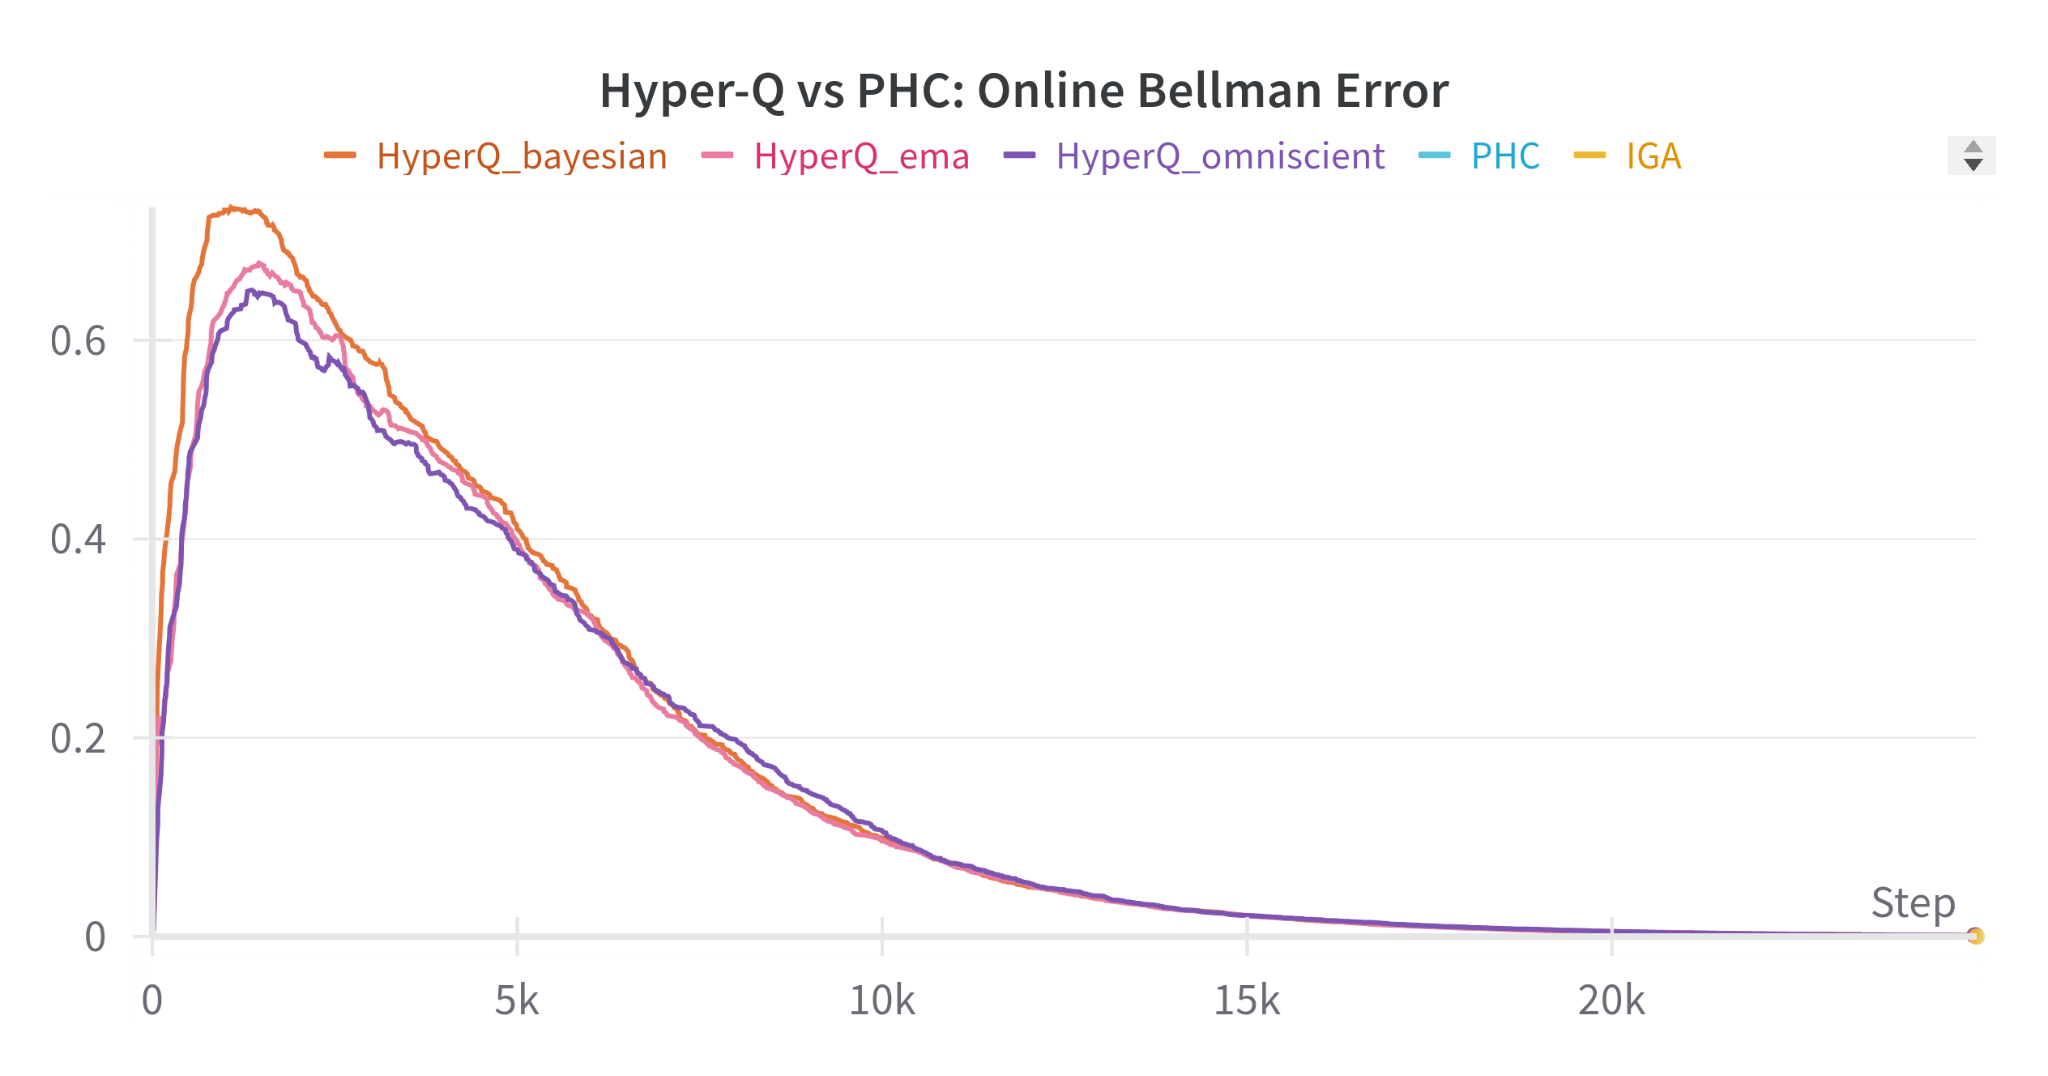 Hyper-Q vs PHC: Online Bellman Error
HyperQ_bayesian HyperQ_ema HyperQ_omniscient PHC IGA
0.6
0.4
0.2
0
Step
0 5k 10k 15k 20k